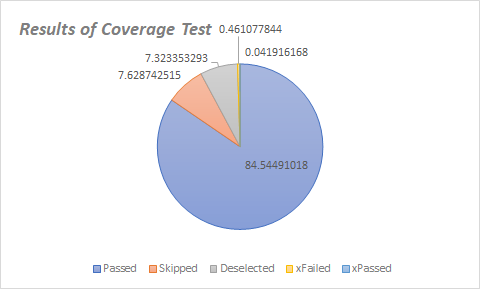 Results of Coverage Test
0.461077844
0.041916168
7.323353293
7.628742515
84.54491018
Passed
Skipped
Deselected
xFailed
xPassed